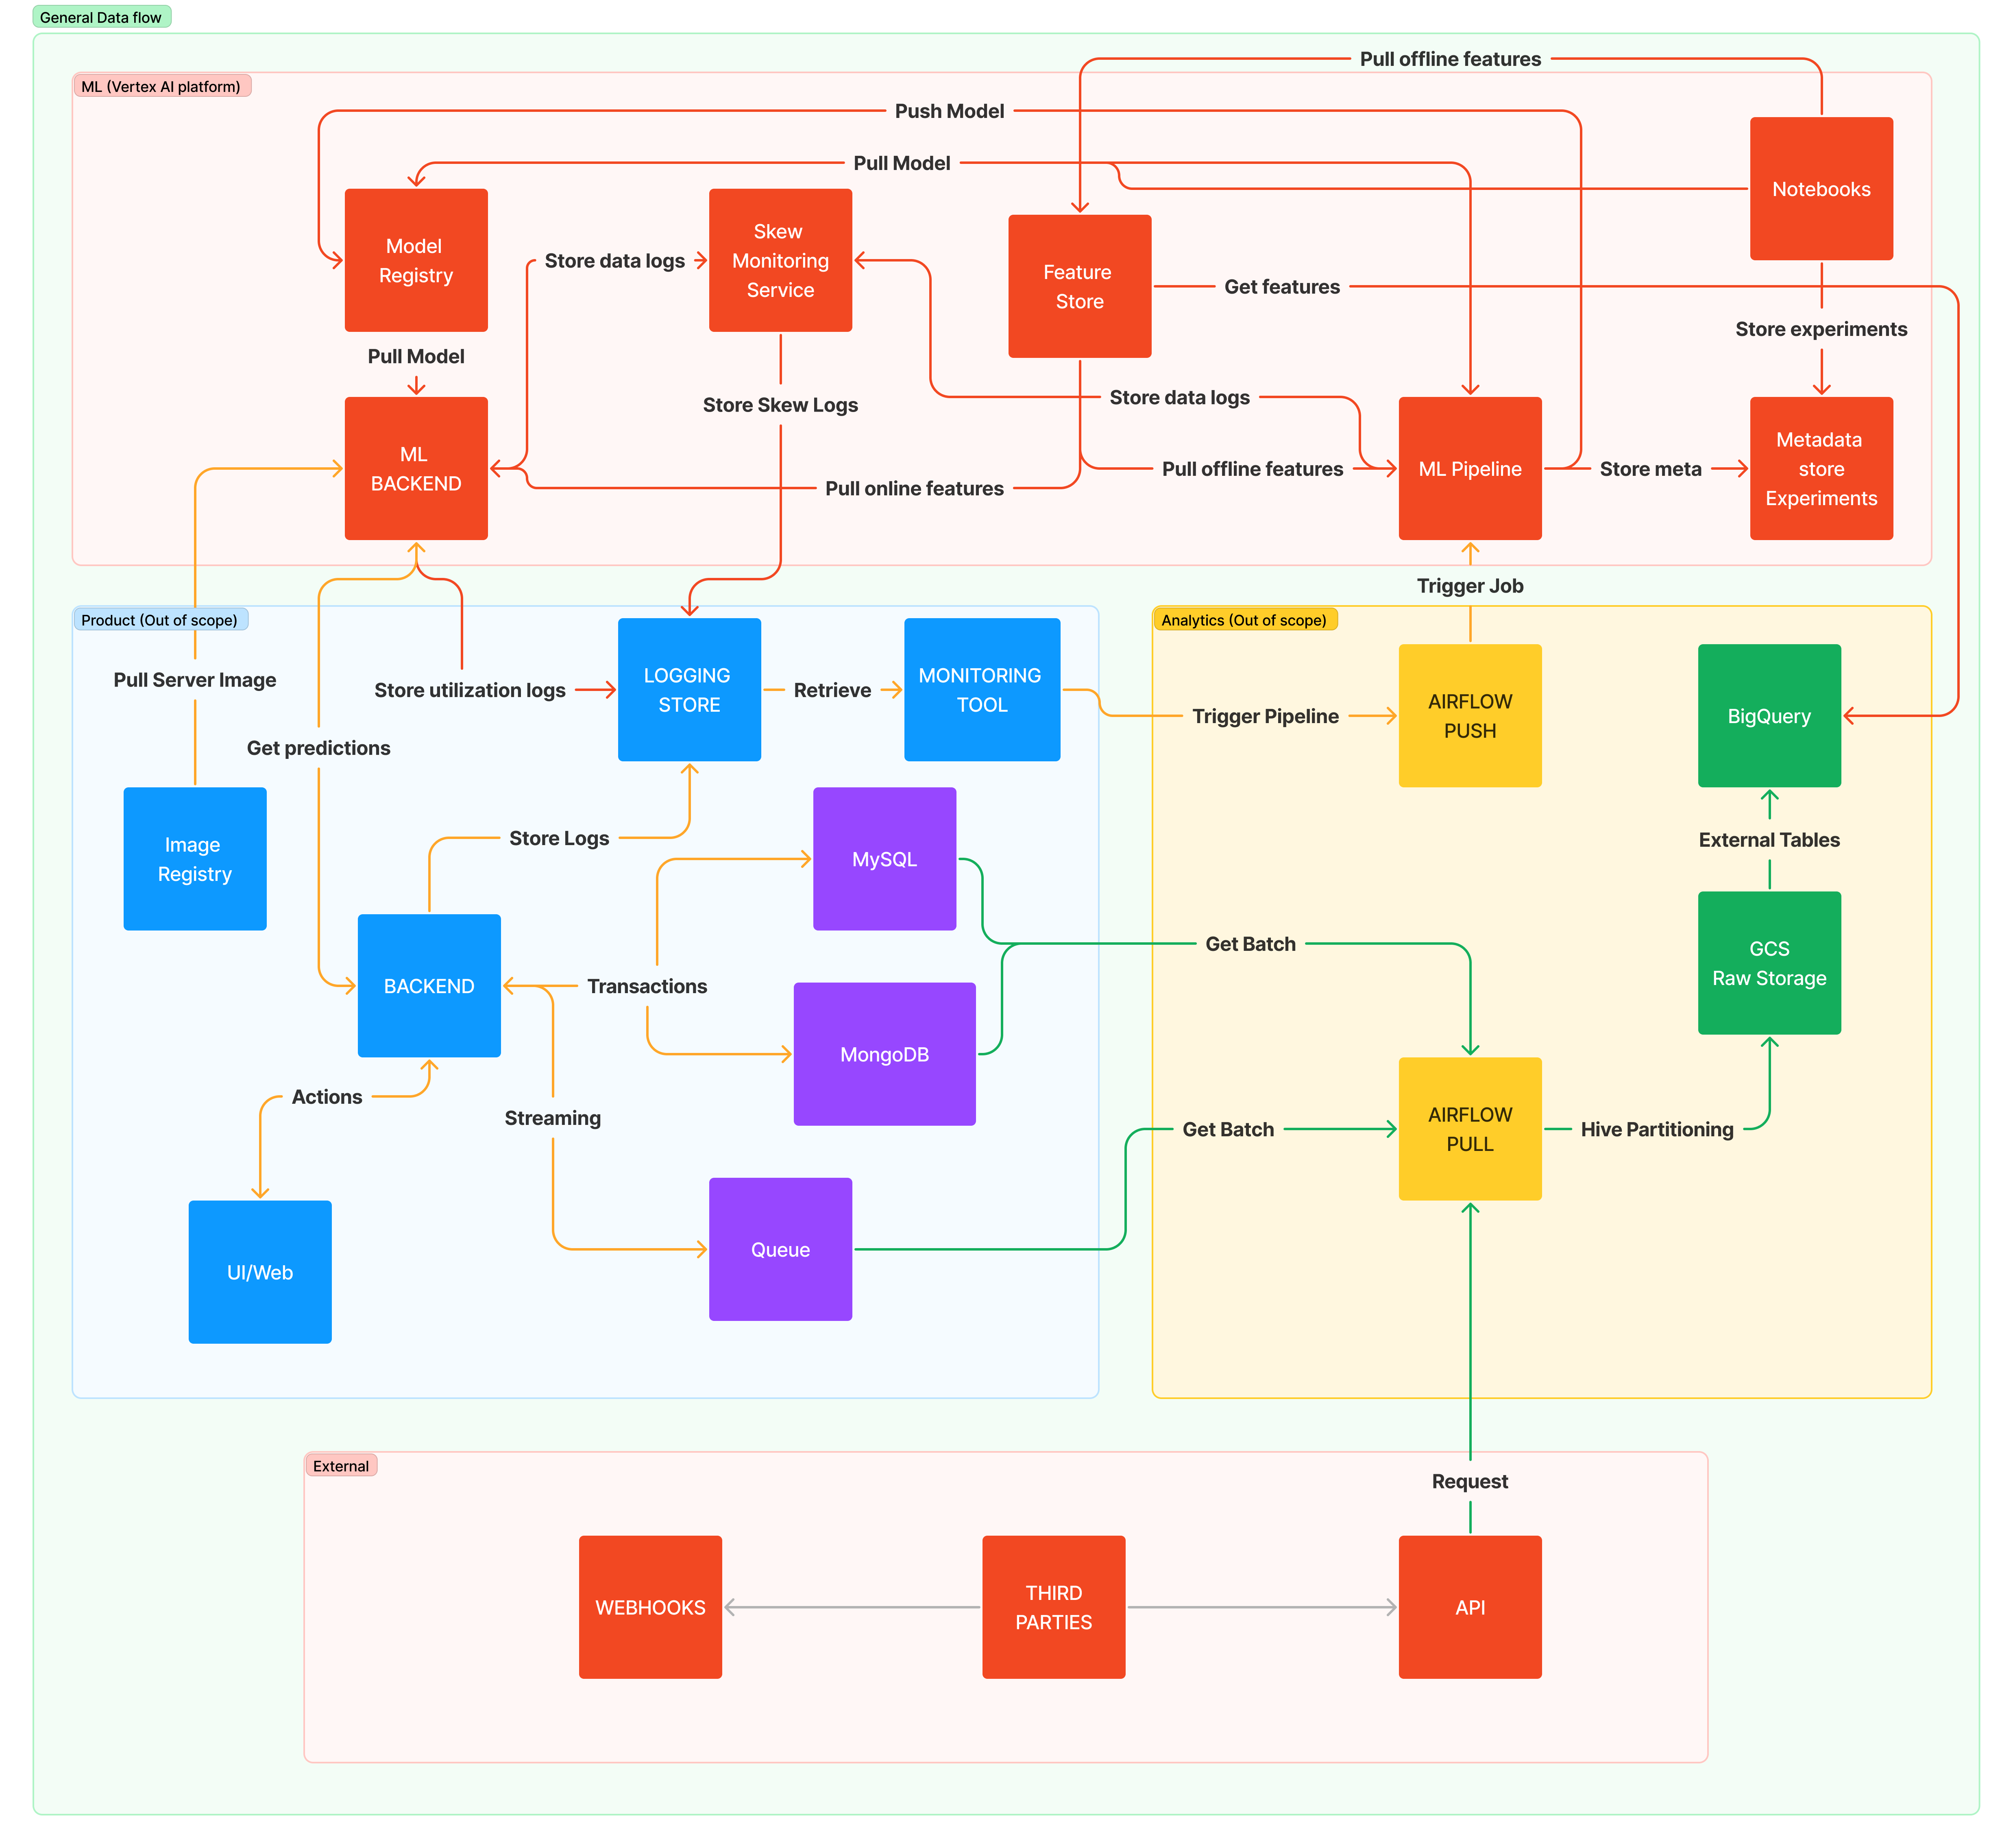 General Data flow
Pull offline features
ML (Vertex AI platform)
Push Model
Pull Model
Notebooks
Model
Registry
Skew
Monitoring
Service
Store data logs
Feature
Store
Get features
Store experiments
Pull Model
Store Skew Logs
Store data logs
ML
BACKEND
Pull online features
Pull offline features
ML Pipeline
Store meta
Metadata
store
Experiments
Trigger Job
Product (Out of scope)
Analytics (Out of scope)
Pull Server Image
Store utilization logs
LOGGING
STORE
Retrieve
MONITORING
TOOL
Trigger Pipeline
AIRFLOW
PUSH
BigQuery
Get predictions
Store Logs
External Tables
Image
Registry
MySQL
Get Batch
GCS
Raw Storage
BACKEND
Transactions
MongoDB
Actions
Streaming
Get Batch
AIRFLOW
PULL
Hive Partitioning
UI/Web
Queue
External
Request
WEBHOOKS
THIRD
PARTIES
API